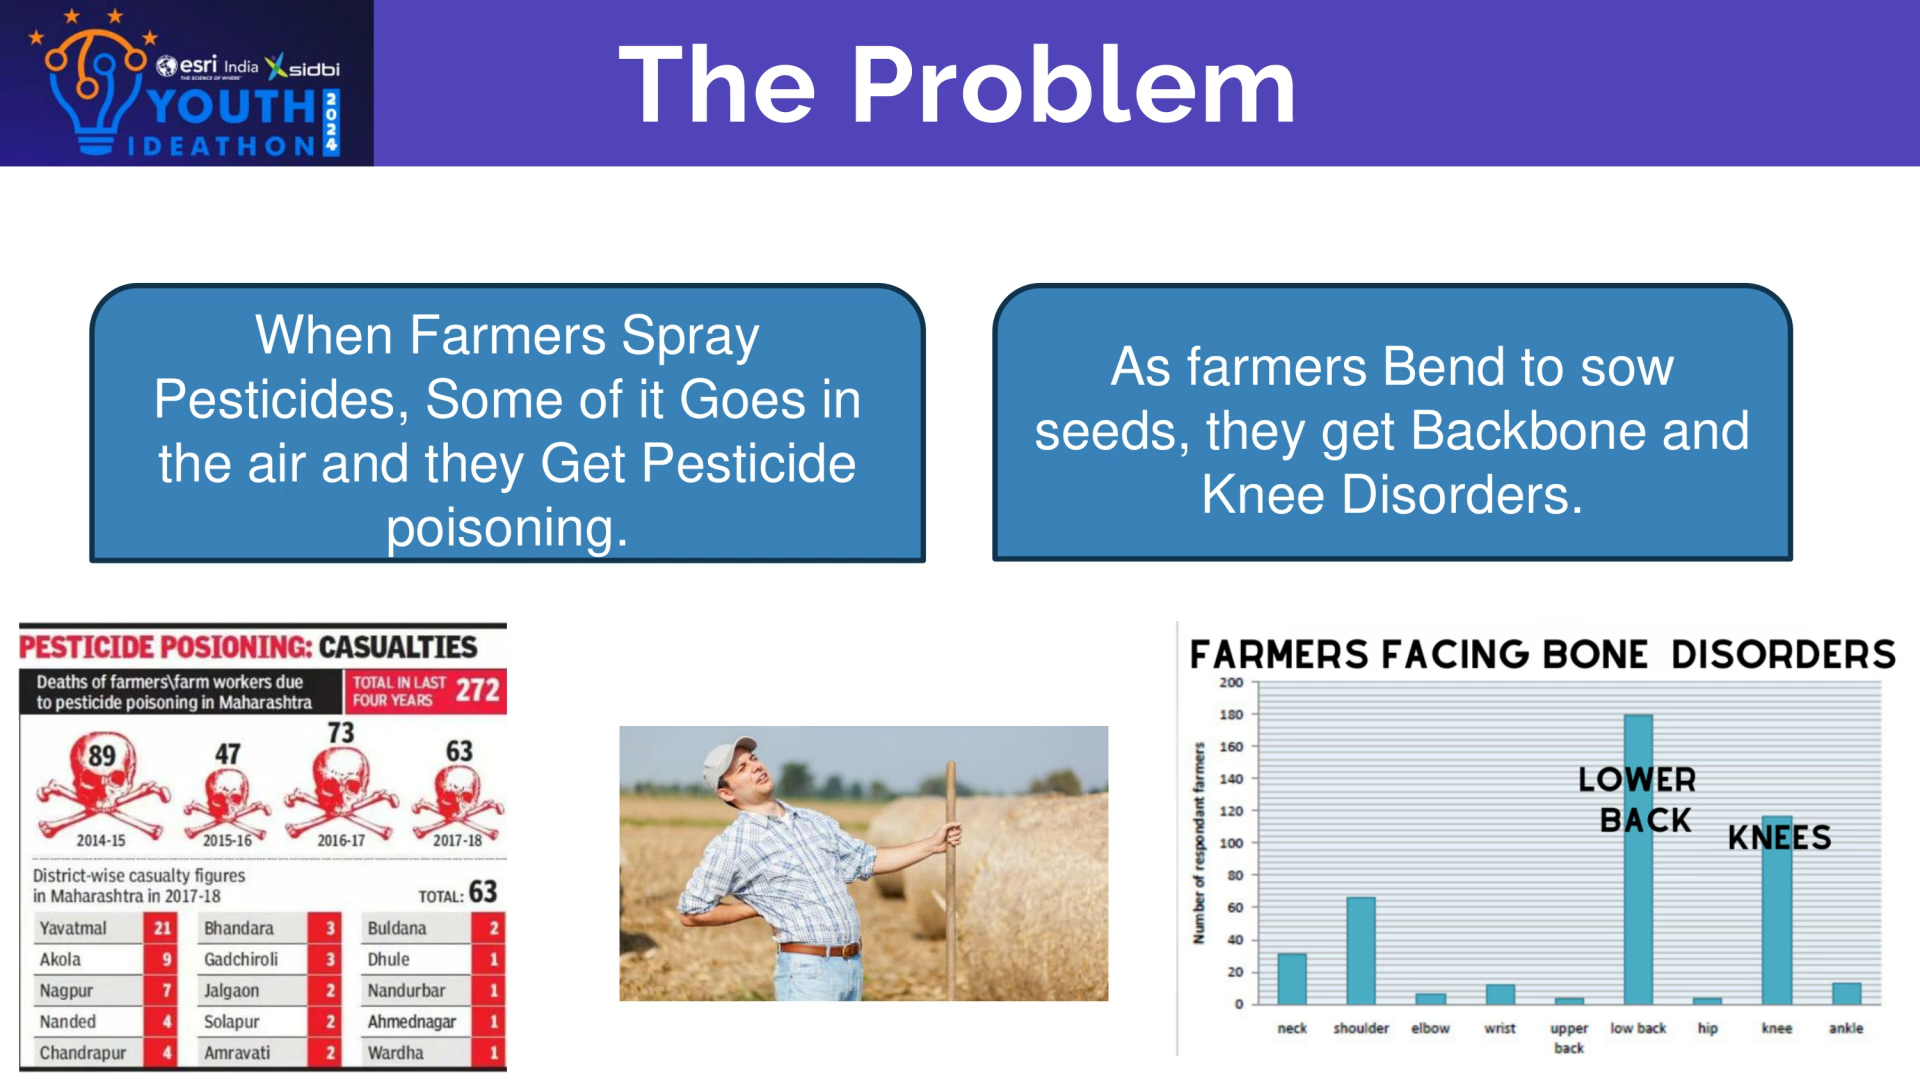 esri India sidbi
THE SCIENCE OF WHERE
YOUTH
IDEATHON
2024
The Problem
When Farmers Spray
Pesticides, Some of it Goes in
the air and they Get Pesticide
poisoning.
As farmers Bend to sow
seeds, they get Backbone and
Knee Disorders.
PESTICIDE POSIONING: CASUALTIES
Deaths of farmers\farm workers due
to pesticide poisoning in Maharashtra
TOTAL IN LAST
FOUR YEARS 272
89 47 73 63
2014-15 2015-16 2016-17 2017-18
District-wise casualty figures
in Maharashtra in 2017-18 TOTAL: 63
Yavatmal 21 Bhandara 3 Buldana 2
Akola 9 Gadchiroli 3 Dhule 1
Nagpur 7 Jalgaon 2 Nandurbar 1
Nanded 4 Solapur 2 Ahmednagar 1
Chandrapur 4 Amravati 2 Wardha 1
FARMERS FACING BONE DISORDERS
Number of respondant farmers
200
180
160
140
120
100
80
60
40
20
0
LOWER
BACK
KNEES
neck shoulder elbow wrist upper low back hip knee ankle
back